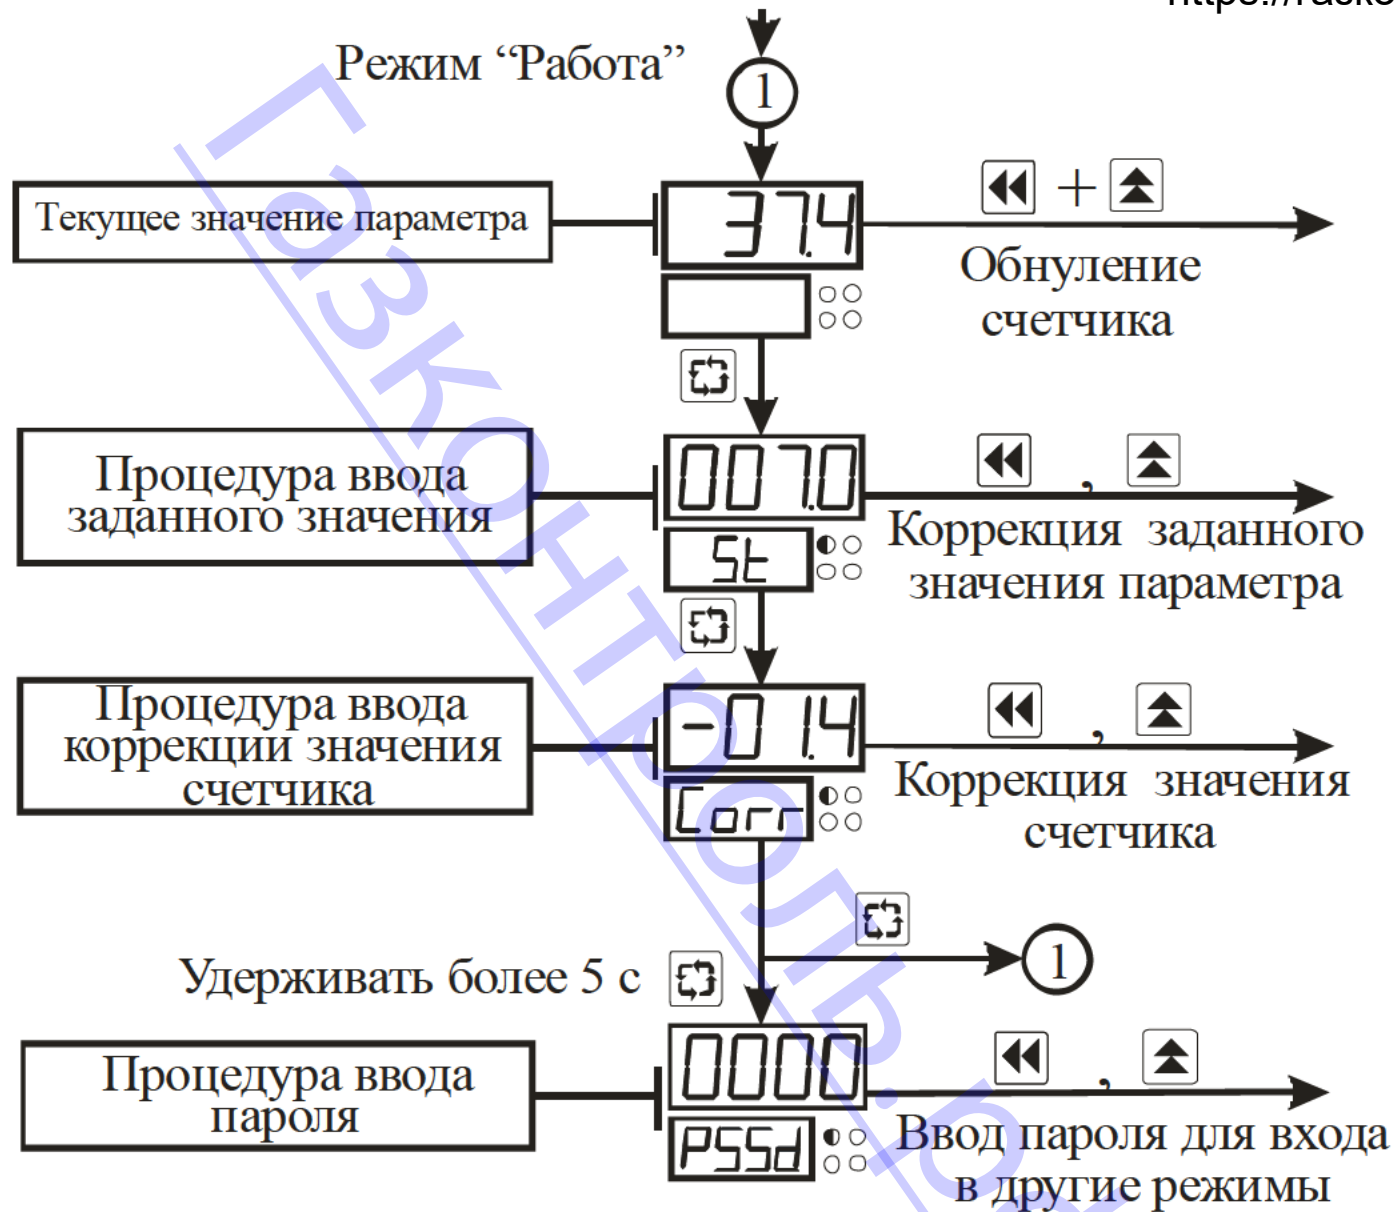 Режим “Работа”
1
Текущее значение параметра
37.4
+
Обнуление
счетчика
Процедура ввода
заданного значения
007.0
St
,
Коррекция заданного
значения параметра
Процедура ввода
коррекции значения
счетчика
-01.4
Corr
,
Коррекция значения
счетчика
1
Удерживать более 5 с
Процедура ввода
пароля
0000
PSSd
,
Ввод пароля для входа
в другие режимы